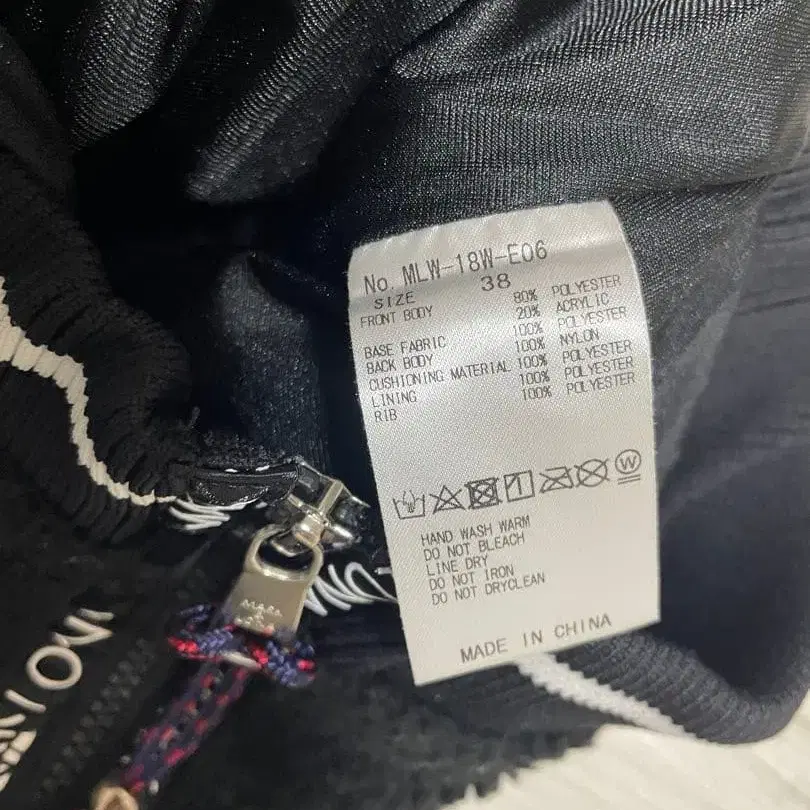 No. MLW-18W-E06
SIZE 38
FRONT BODY 80% POLYESTER
20% ACRYLIC
BASE FABRIC 100% POLYESTER
BACK BODY 100% NYLON
CUSHIONING MATERIAL 100% POLYESTER
LINING 100% POLYESTER
RIB 100% POLYESTER
W
HAND WASH WARM
DO NOT BLEACH
LINE DRY
DO NOT IRON
DO NOT DRYCLEAN
MADE IN CHINA